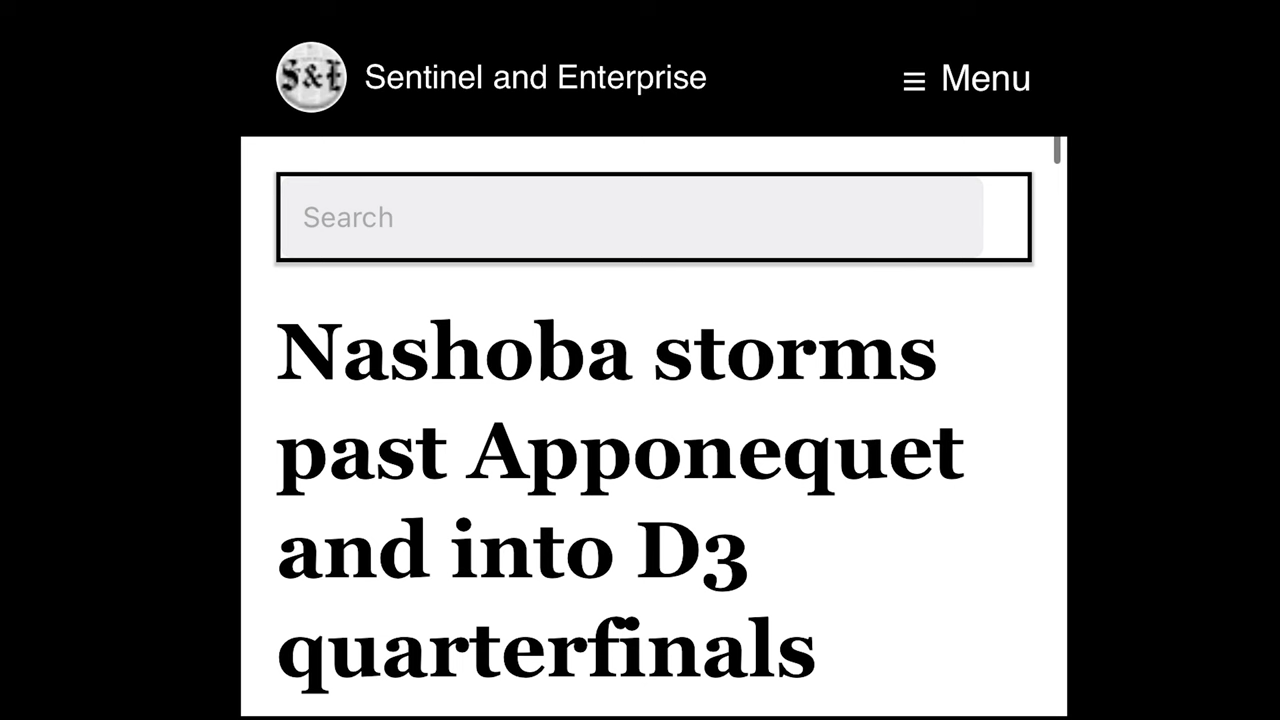 S&E
Sentinel and Enterprise
≡ Menu
Search
Nashoba storms
past Apponequet
and into D3
quarterfinals